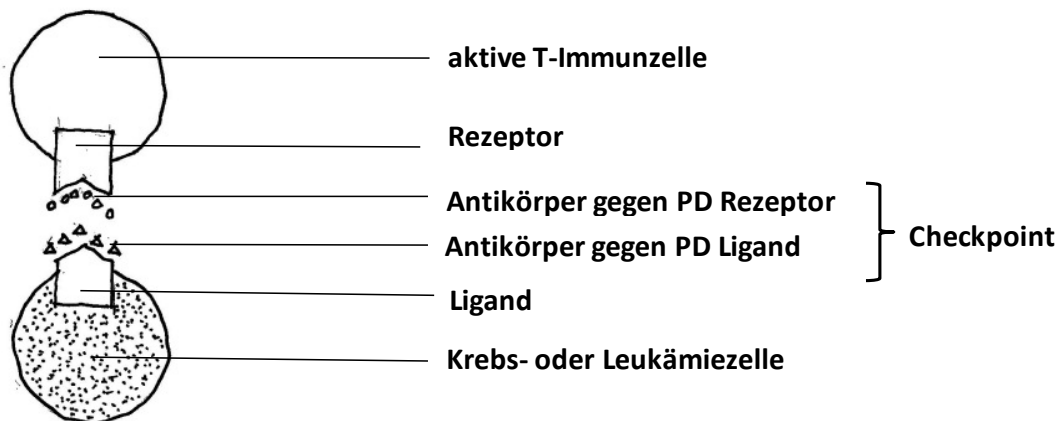 aktive T-Immunzelle
Rezeptor
Antikörper gegen PD Rezeptor
Antikörper gegen PD Ligand
Checkpoint
Ligand
Krebs- oder Leukämiezelle